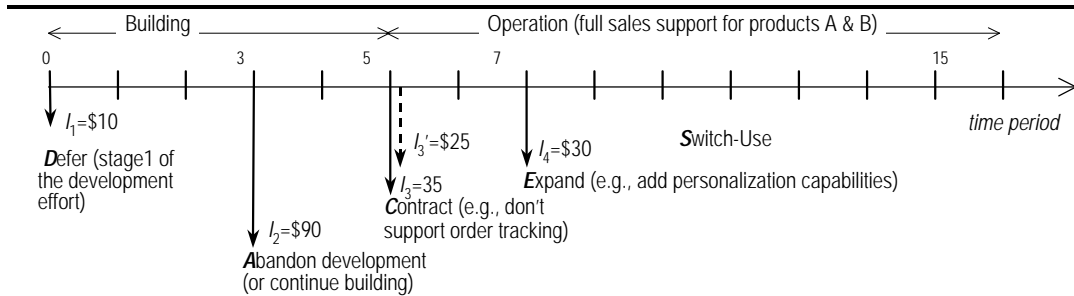 Building
Operation (full sales support for products A & B)
0
3
5
7
15
I1=$10
I3'=$25
I4=$30
Switch-Use
time period
Defer (stage1 of
the development
effort)
I3=35
Expand (e.g., add personalization capabilities)
Contract (e.g., don't
support order tracking)
I2=$90
Abandon development
(or continue building)